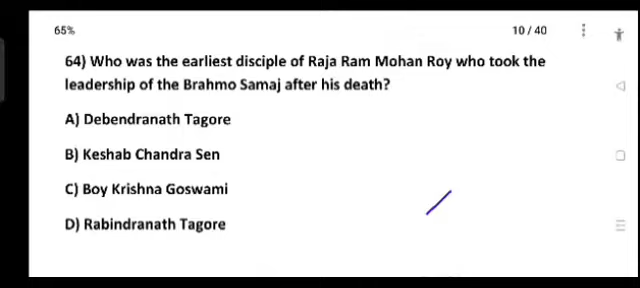 65%
10 / 40
64) Who was the earliest disciple of Raja Ram Mohan Roy who took the
leadership of the Brahmo Samaj after his death?
A) Debendranath Tagore
B) Keshab Chandra Sen
C) Boy Krishna Goswami
D) Rabindranath Tagore